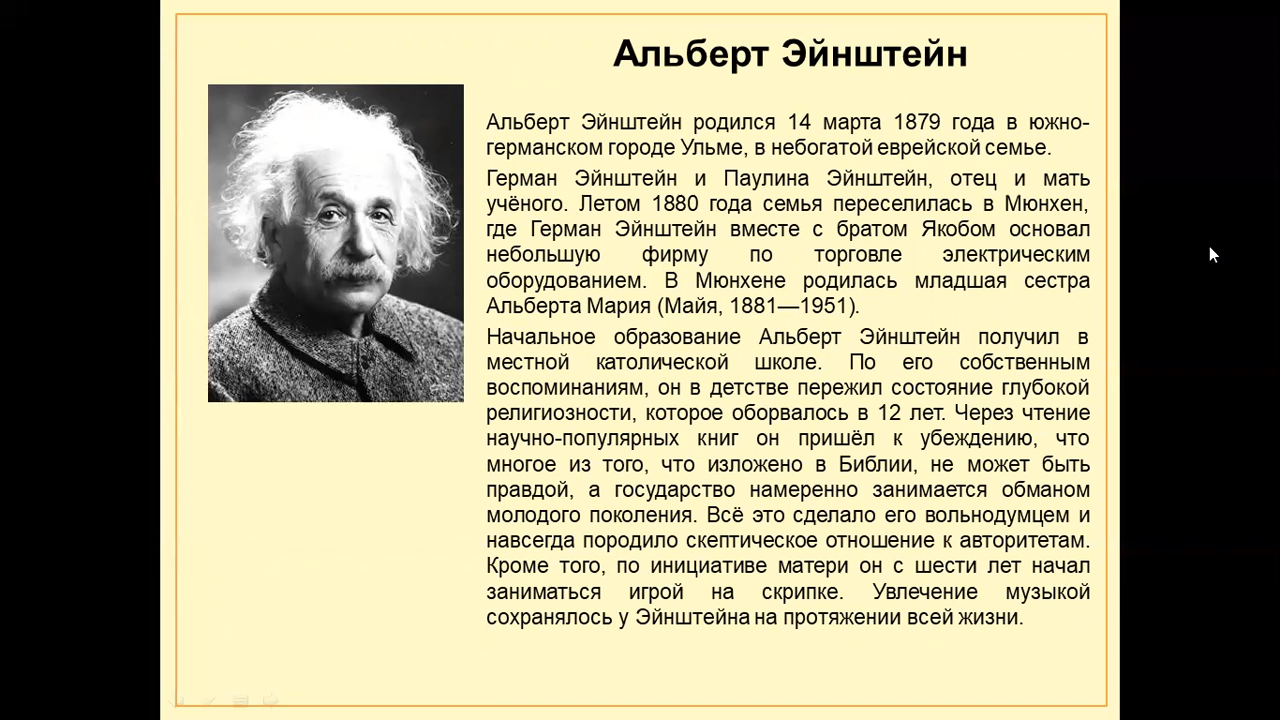 Альберт Эйнштейн
Альберт Эйнштейн родился 14 марта 1879 года в южно-
германском городе Ульме, в небогатой еврейской семье.
Герман Эйнштейн и Паулина Эйнштейн, отец и мать
учёного. Летом 1880 года семья переселилась в Мюнхен,
где Герман Эйнштейн вместе с братом Якобом основал
небольшую фирму по торговле электрическим
оборудованием. В Мюнхене родилась младшая сестра
Альберта Мария (Майя, 1881—1951).
Начальное образование Альберт Эйнштейн получил в
местной католической школе. По его собственным
воспоминаниям, он в детстве пережил состояние глубокой
религиозности, которое оборвалось в 12 лет. Через чтение
научно-популярных книг он пришёл к убеждению, что
многое из того, что изложено в Библии, не может быть
правдой, а государство намеренно занимается обманом
молодого поколения. Всё это сделало его вольнодумцем и
навсегда породило скептическое отношение к авторитетам.
Кроме того, по инициативе матери он с шести лет начал
заниматься игрой на скрипке. Увлечение музыкой
сохранялось у Эйнштейна на протяжении всей жизни.